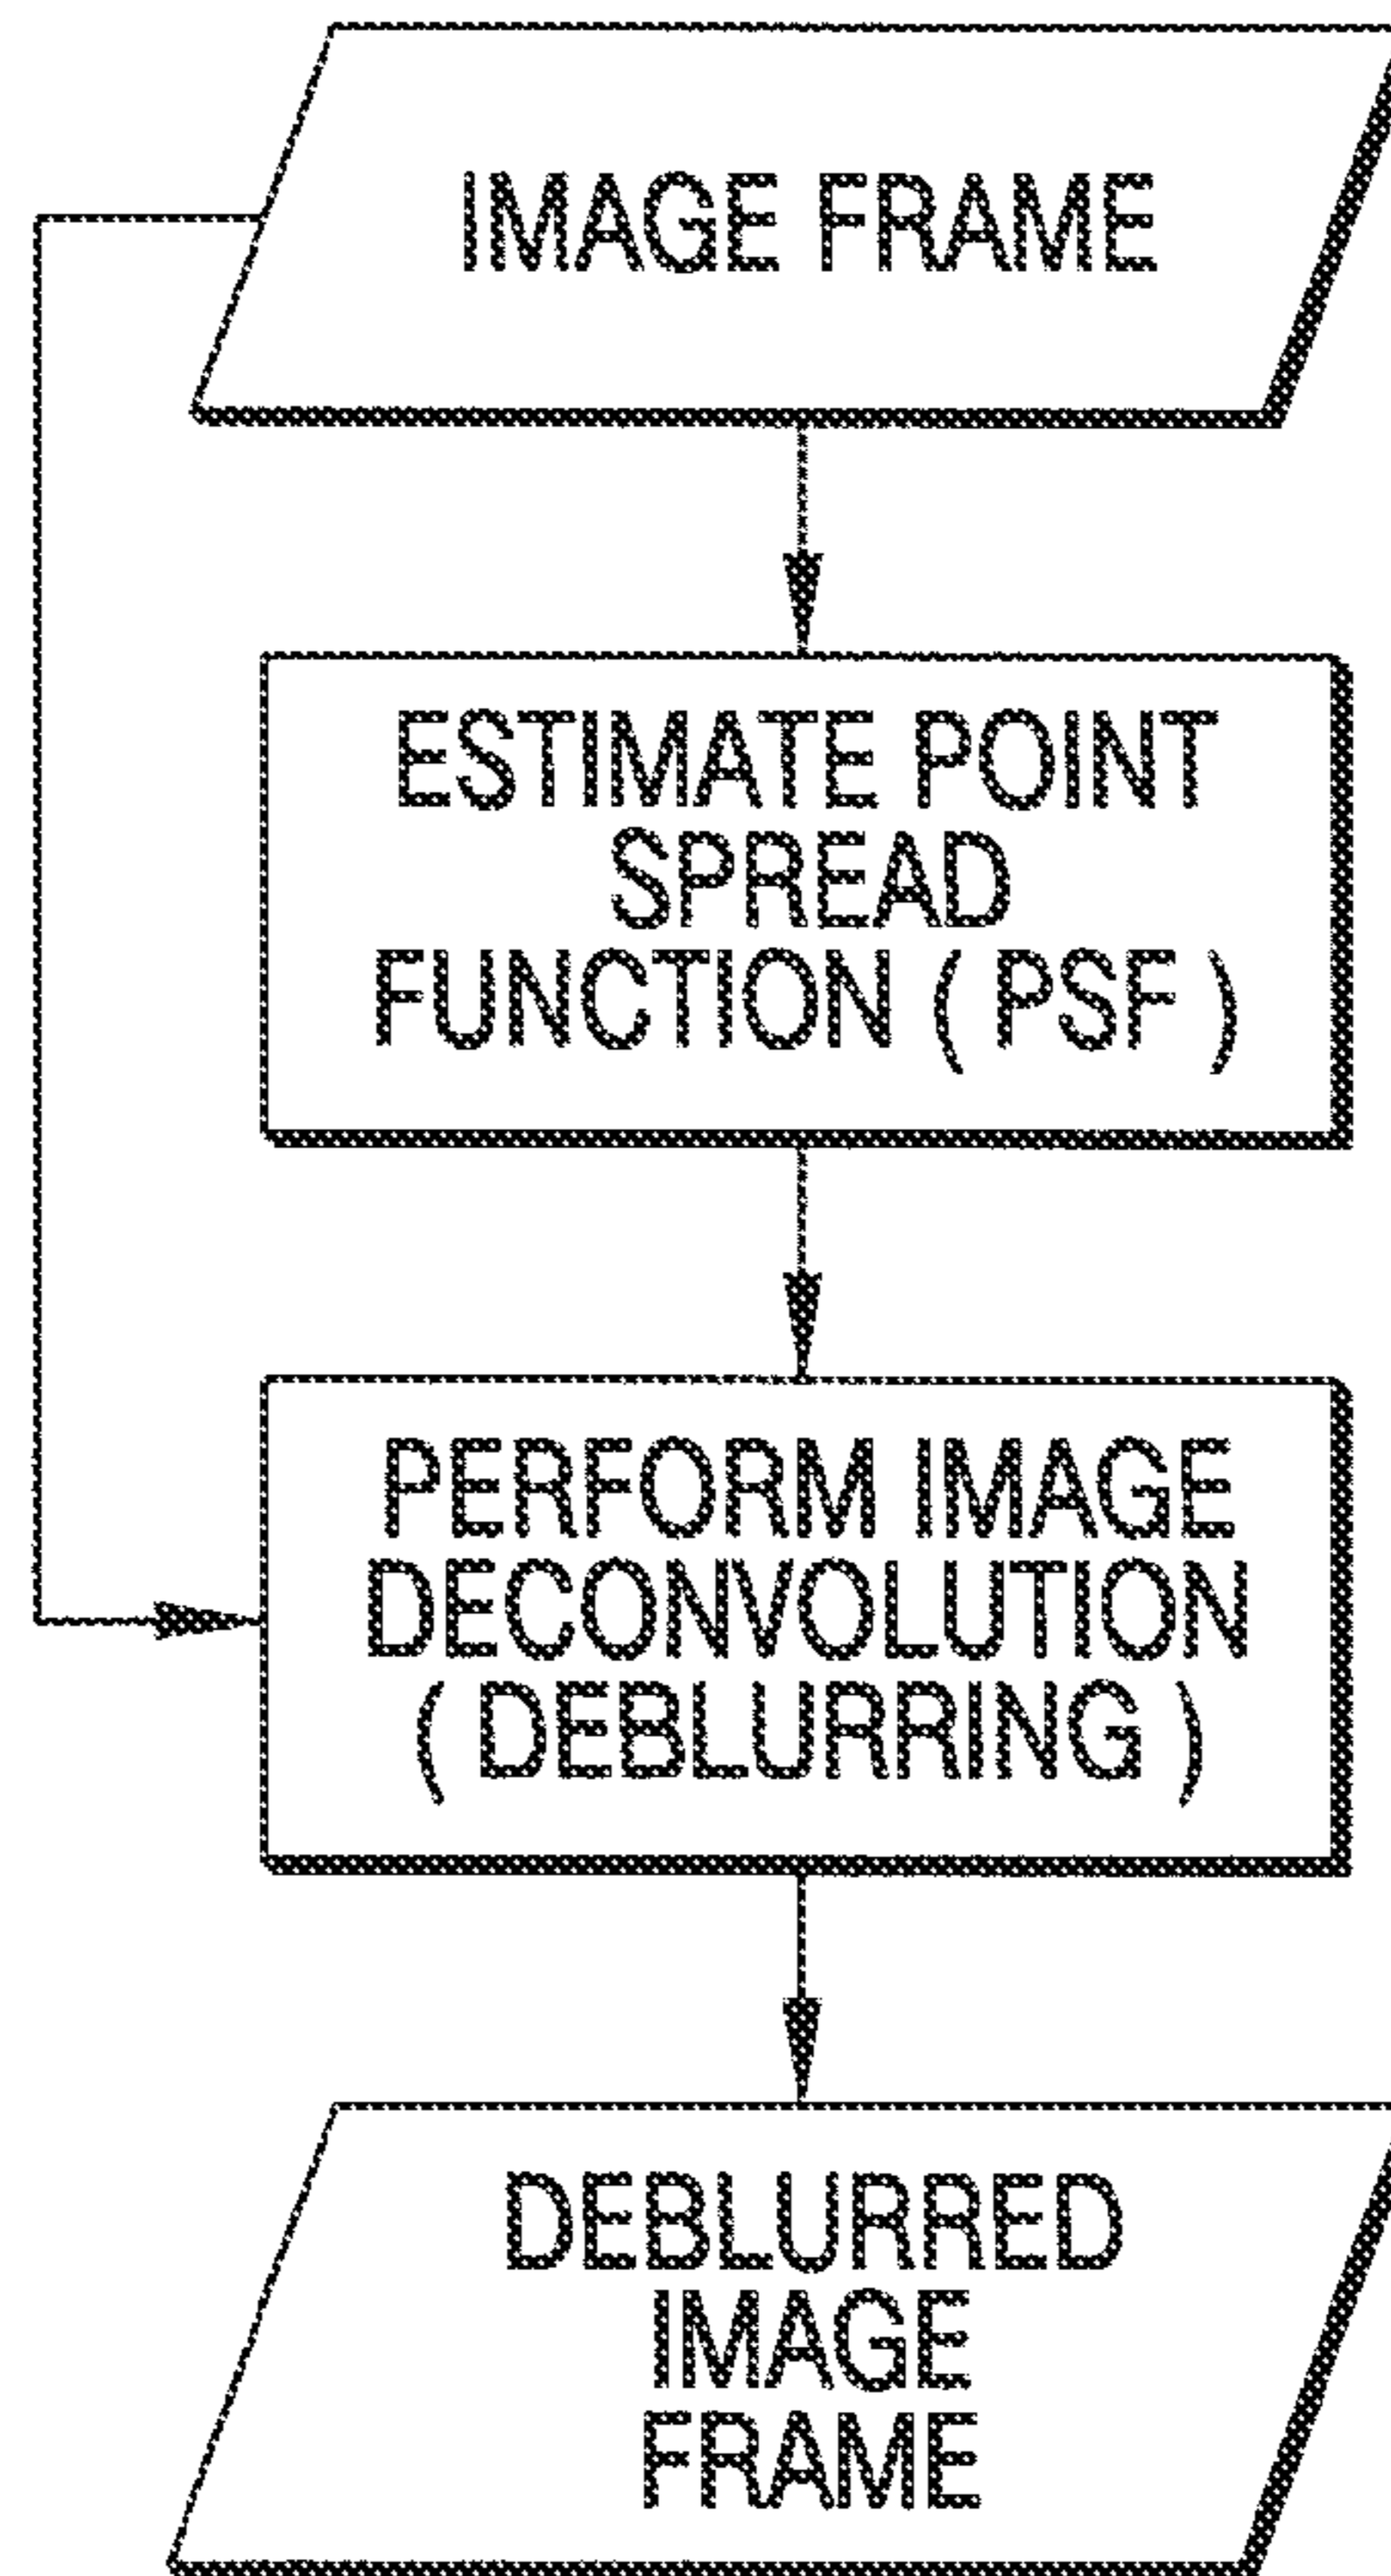 IMAGE FRAME
ESTIMATE POINT
SPREAD
FUNCTION ( PSF )
PERFORM IMAGE
DECONVOLUTION
( DEBLURRING )
DEBLURRED
IMAGE
FRAME